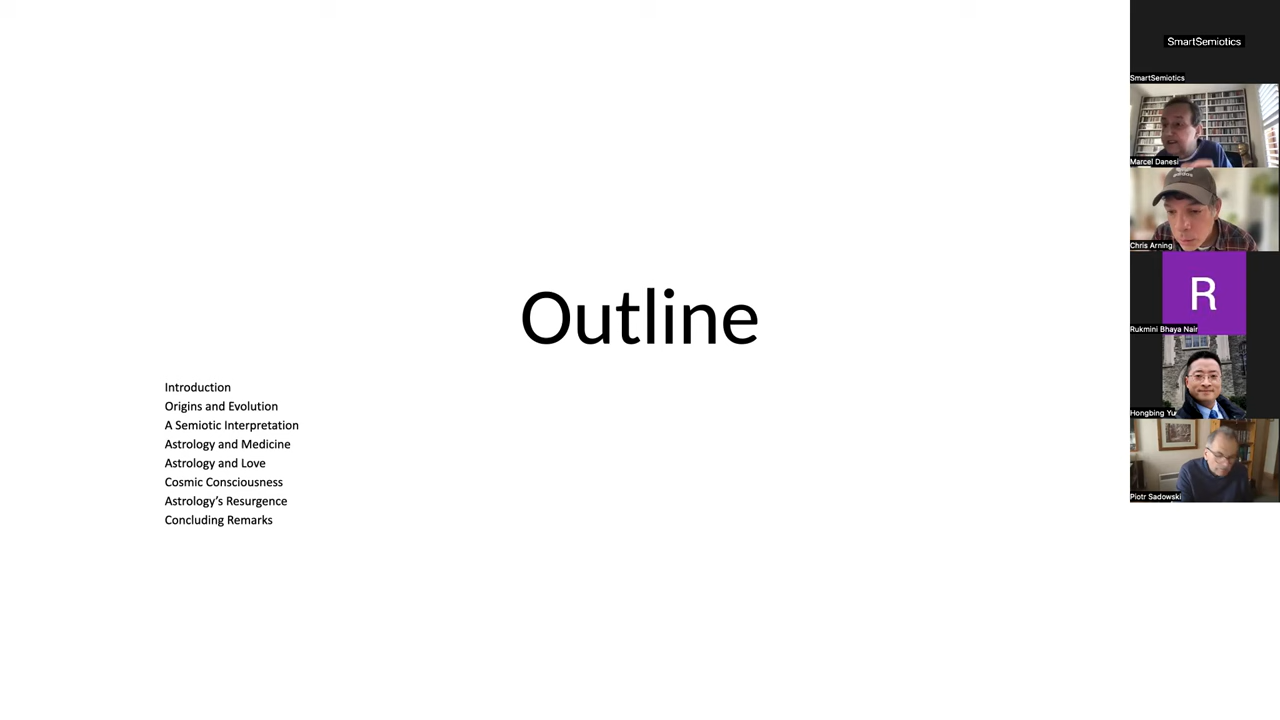 Outline
Introduction
Origins and Evolution
A Semiotic Interpretation
Astrology and Medicine
Astrology and Love
Cosmic Consciousness
Astrology’s Resurgence
Concluding Remarks
SmartSemiotics
SmartSemiotics
Marcel Danesi
Chris Arning
R
Rukmini Bhaya Nair
Hongbing Yu
Piotr Sadowski